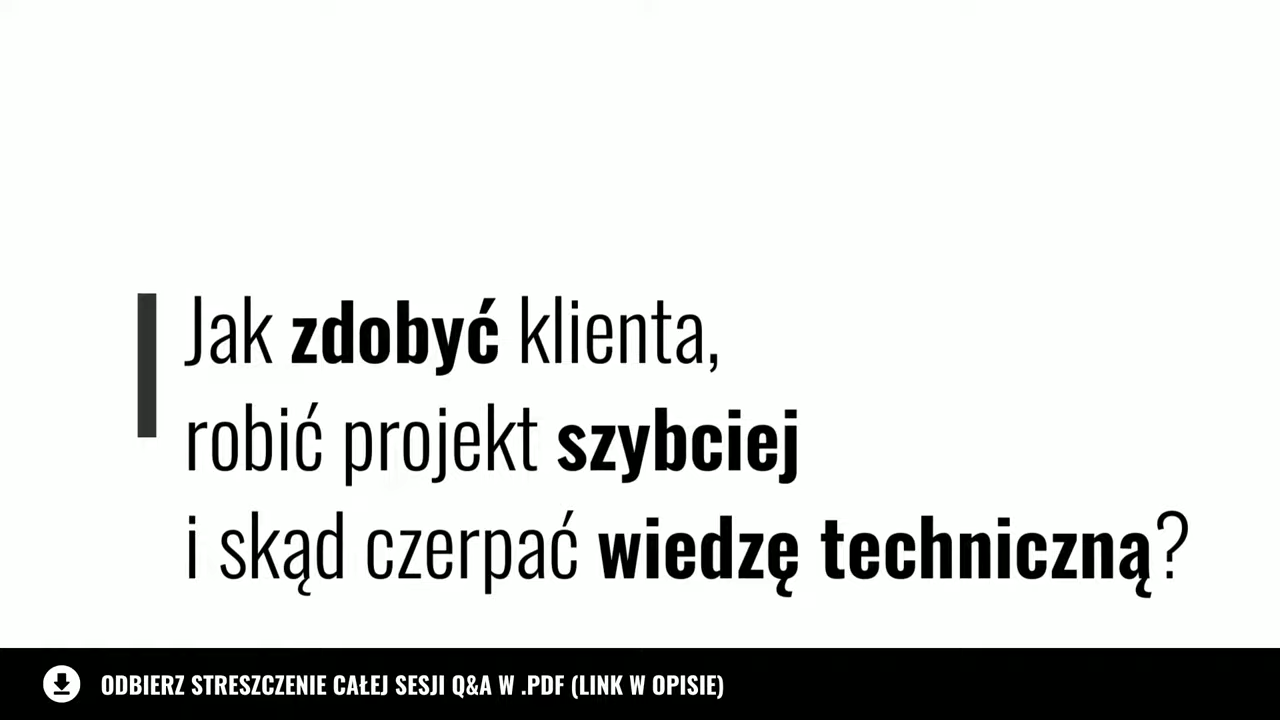 Jak zdobyć klienta,
robić projekt szybciej
i skąd czerpać wiedzę techniczną?
ODBIERZ STRESZCZENIE CAŁEJ SESJI Q&A W .PDF (LINK W OPISIE)